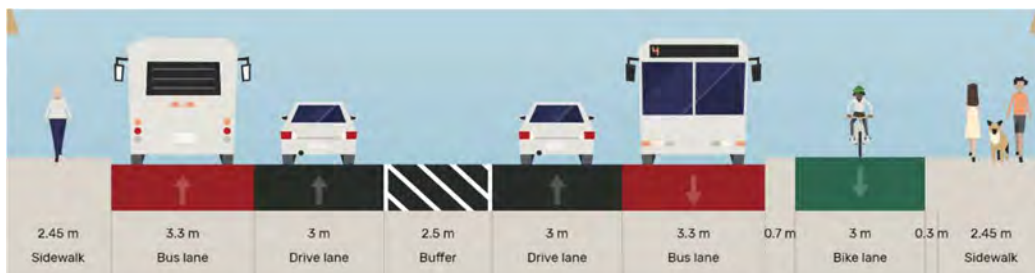 4
2.45 m 3.3 m 3 m 2.5 m 3 m 3.3 m 0.7 m 3 m 0.3 m 2.45 m
Sidewalk Bus lane Drive lane Buffer Drive lane Bus lane Bike lane Sidewalk